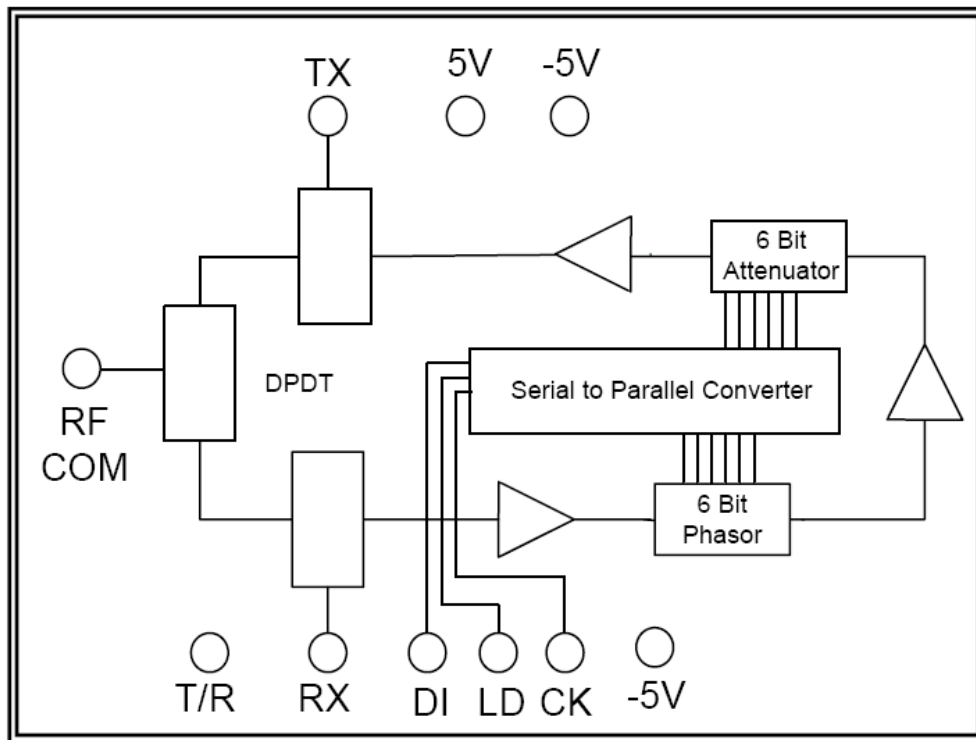 TX
5V
-5V
6 Bit
Attenuator
DPDT
Serial to Parallel Converter
RF
COM
6 Bit
Phasor
T/R
RX
DI
LD
CK
-5V